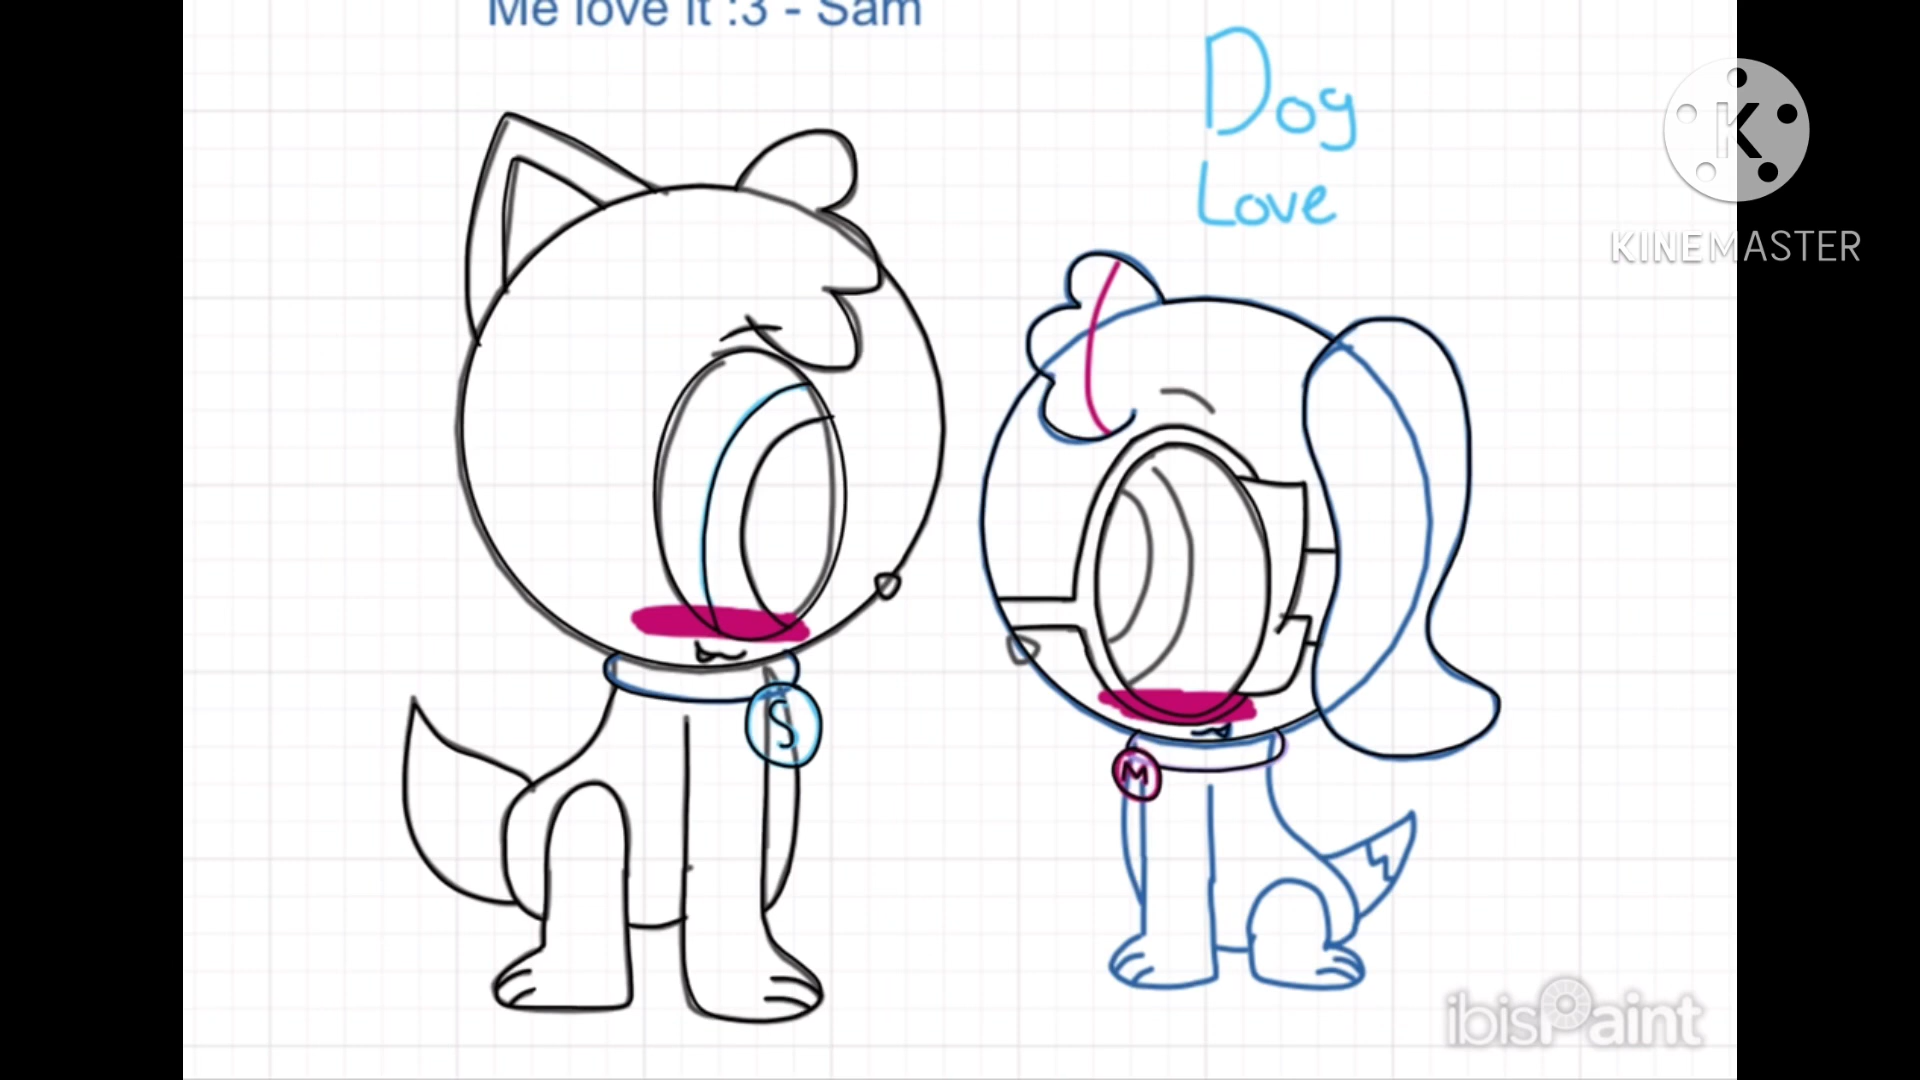 Me love it :3 - Sam
Dog
Love
K
KINEMASTER
S
M
ibisPaint